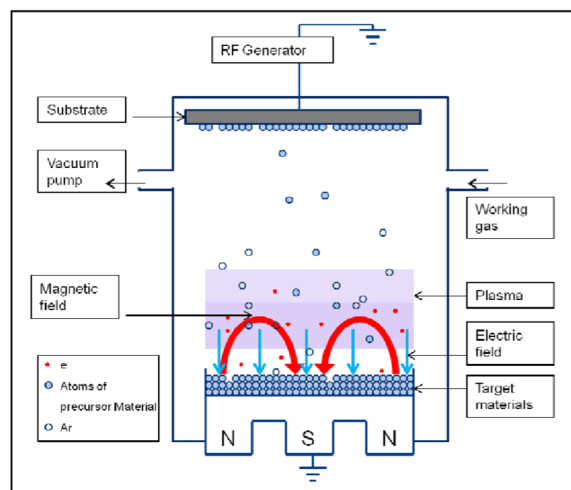 RF Generator
Substrate
Vacuum
pump
Working
gas
Magnetic
field
Plasma
Electric
field
e
Atoms of
precursor Material
Ar
Target
materials
N
S
N